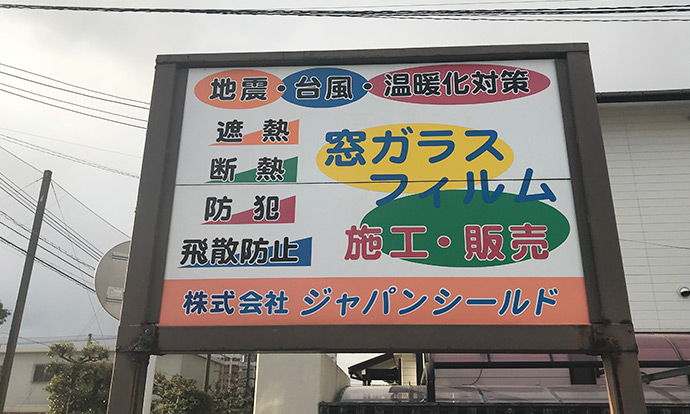 地震・台風・温暖化対策
遮熱
断熱
防犯
飛散防止
窓ガラス
フィルム
施工・販売
株式会社 ジャパンシールド